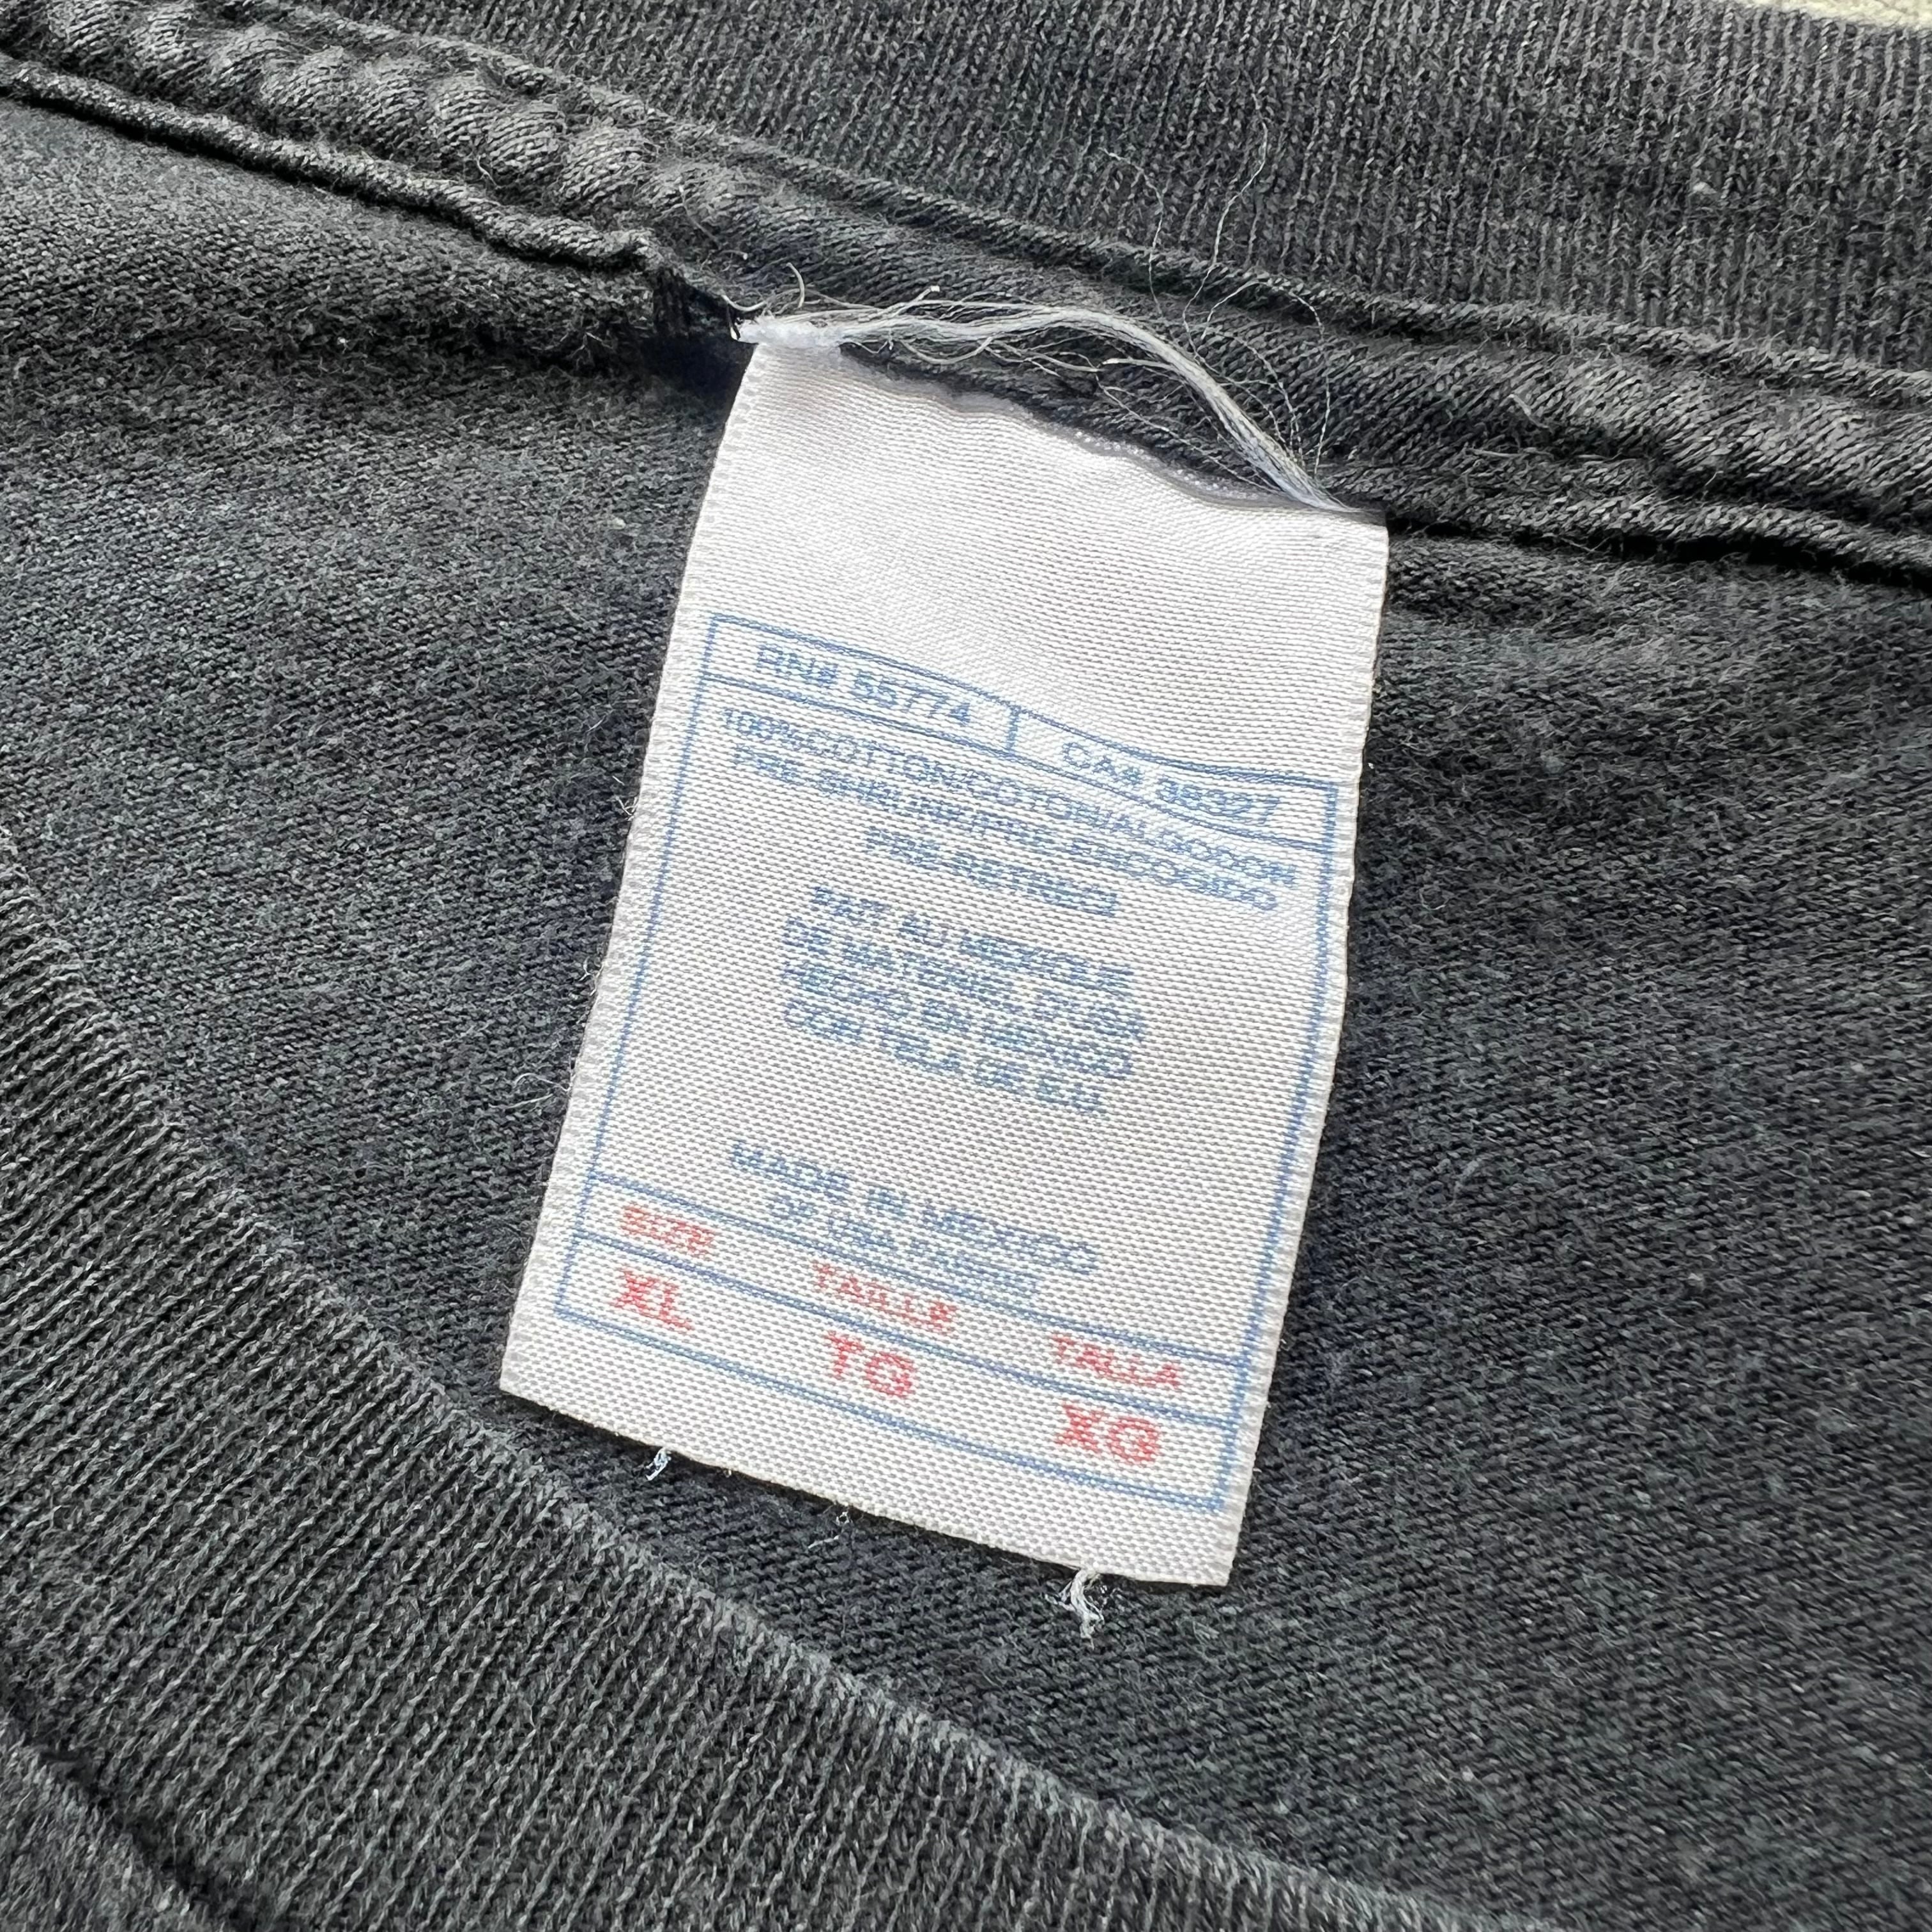 RN# 55774 CA# 38327
100%COTTON/COTON/ALGODON
PRE-SHRUNK/PRE-ENCOGIDO
PRE-RETRECI
FAIT AU MEXIQUE
DE MATERIEL D'USA
HECHO EN MEXICO
CON TELA DE EU
MADE IN MEXICO
OF USA FABRIC
SIZE TAILLE TALLA
XL TG XG